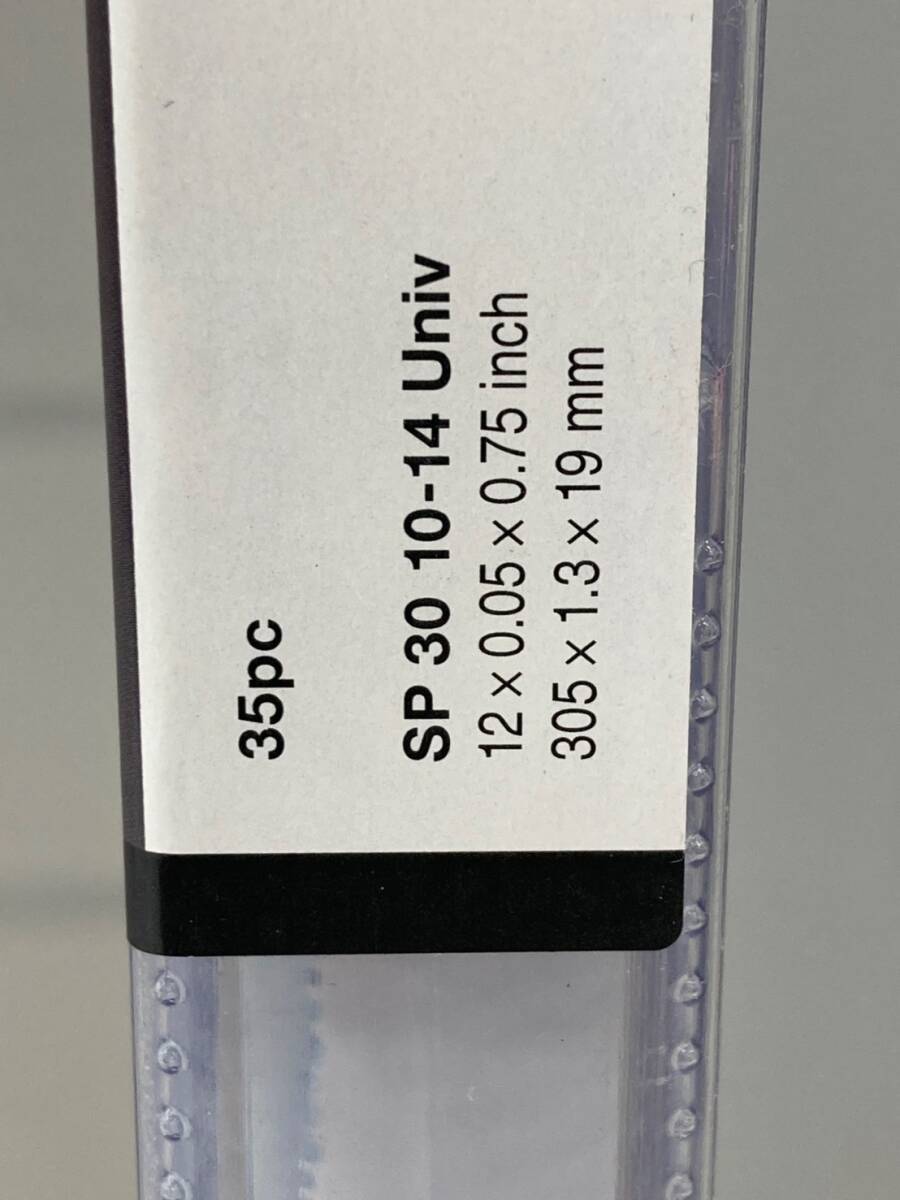 35pc
SP 30 10-14 Univ
12 × 0.05 × 0.75 inch
305 × 1.3 × 19 mm